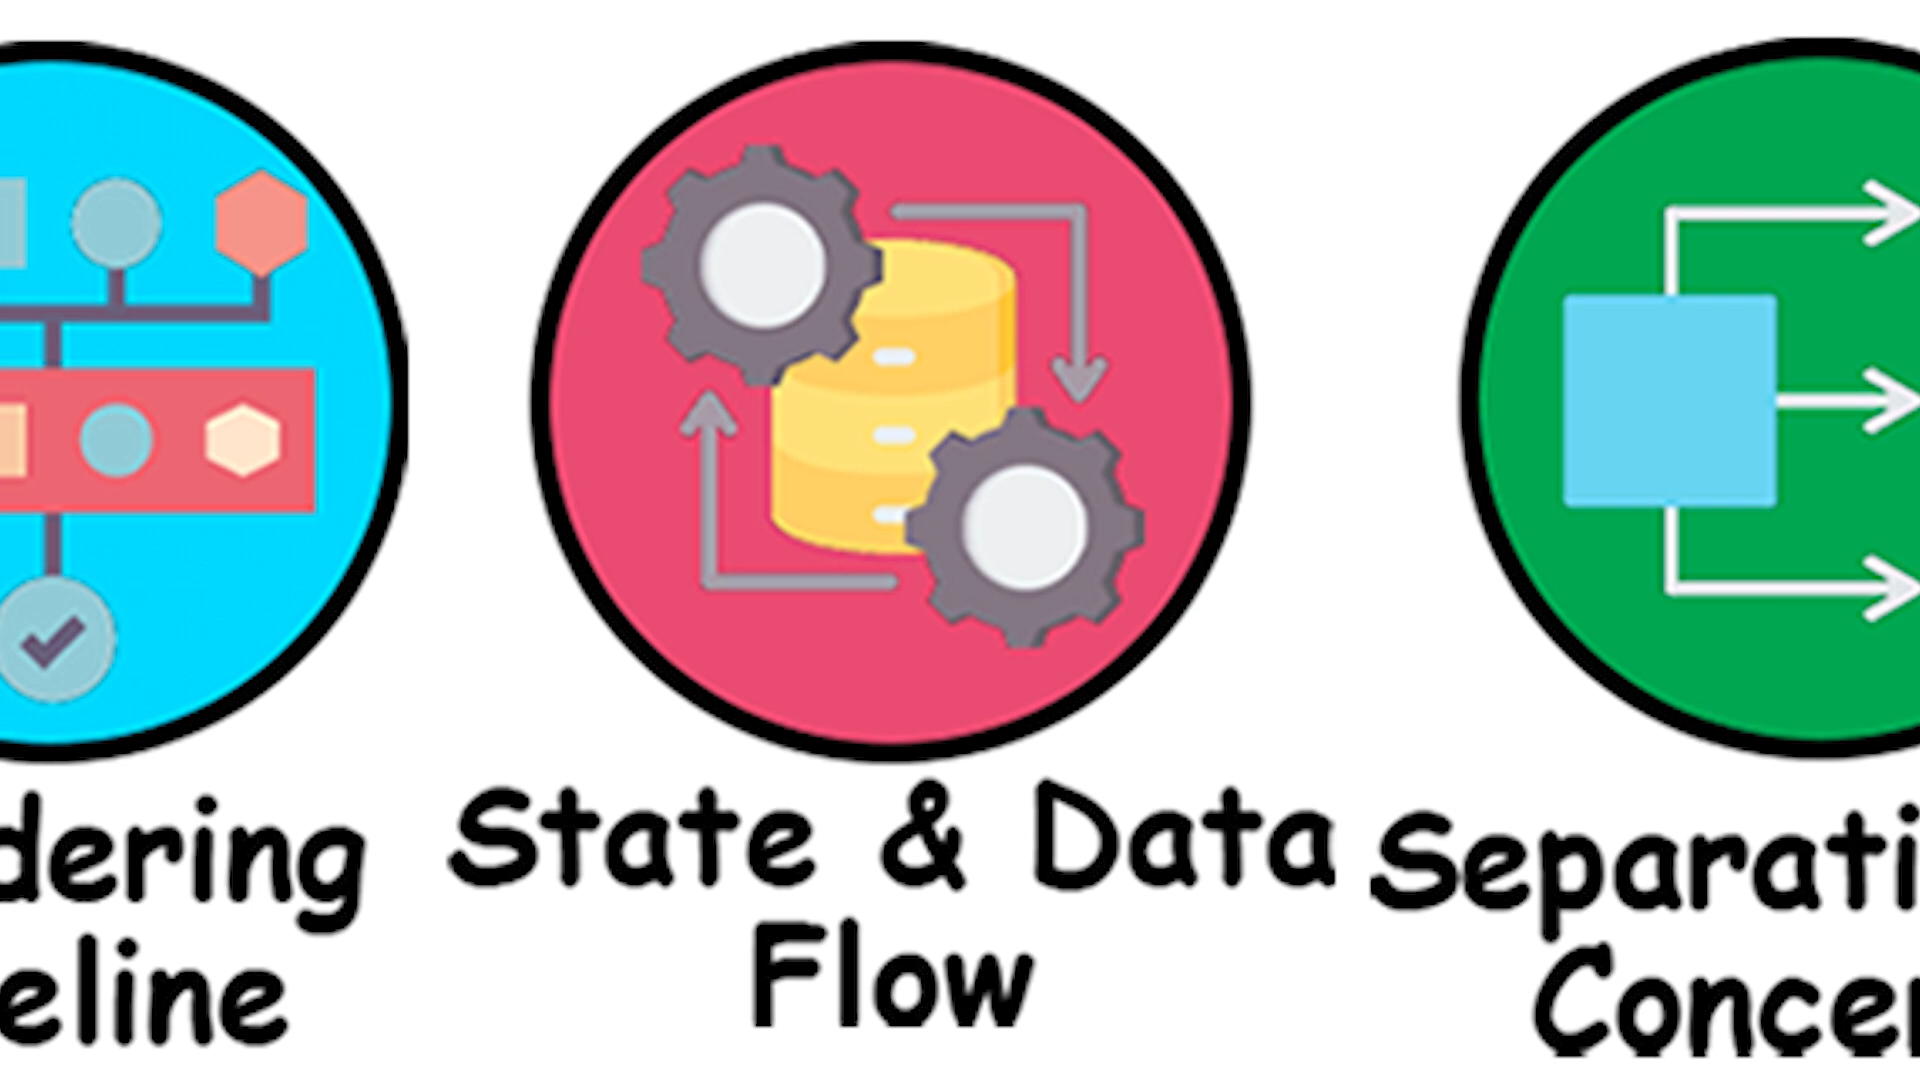 dering
eline
State & Data
Flow
Separati
Concer